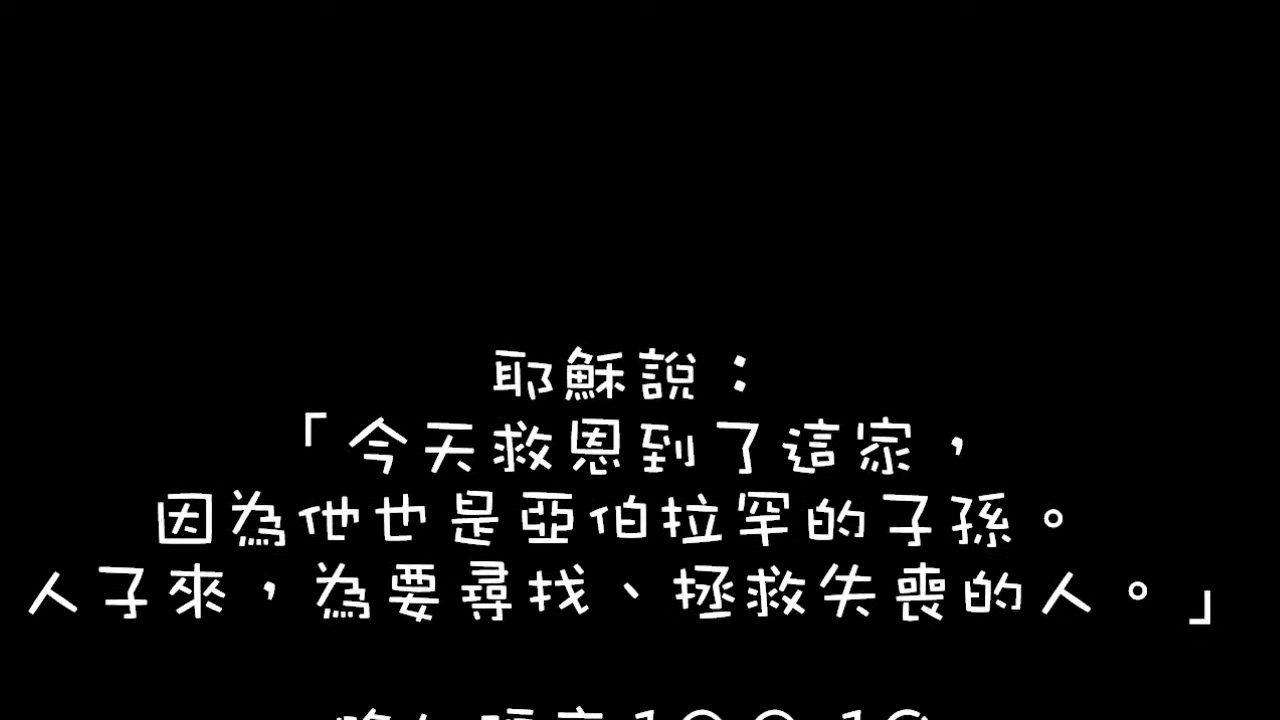 耶穌說：
「今天救恩到了這家，
因為他也是亞伯拉罕的子孫。
人子來，為要尋找、拯救失喪的人。」